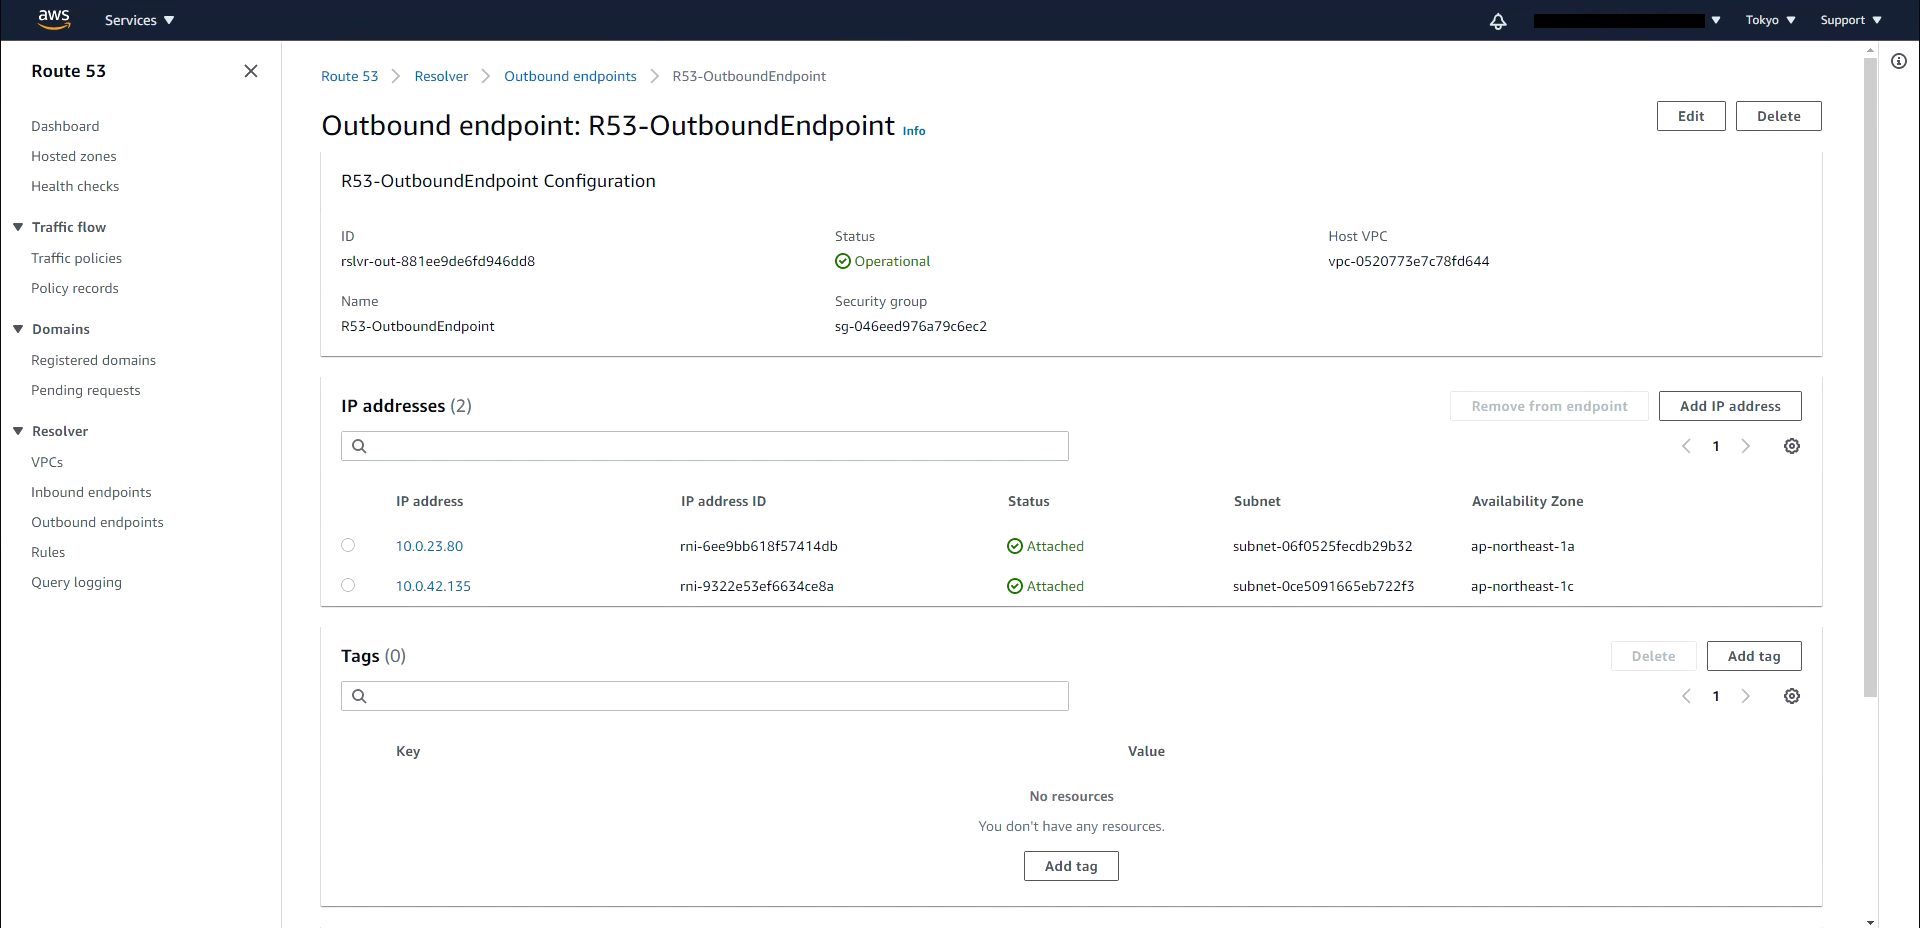 aws Services Tokyo Support
Route 53
Dashboard
Hosted zones
Health checks
Traffic flow
Traffic policies
Policy records
Domains
Registered domains
Pending requests
Resolver
VPCs
Inbound endpoints
Outbound endpoints
Rules
Query logging
Route 53 Resolver Outbound endpoints R53-OutboundEndpoint
Outbound endpoint: R53-OutboundEndpoint Info
Edit Delete
R53-OutboundEndpoint Configuration
ID Status Host VPC
rslvr-out-881ee9de6fd946dd8 Operational vpc-0520773e7c78fd644
Name Security group
R53-OutboundEndpoint sg-046eed976a79c6ec2
IP addresses (2) Remove from endpoint Add IP address
1
IP address IP address ID Status Subnet Availability Zone
10.0.23.80 rni-6ee9bb618f57414db Attached subnet-06f0525fecdb29b32 ap-northeast-1a
10.0.42.135 rni-9322e53ef6634ce8a Attached subnet-0ce5091665eb722f3 ap-northeast-1c
Tags (0) Delete Add tag
1
Key Value
No resources
You don't have any resources.
Add tag